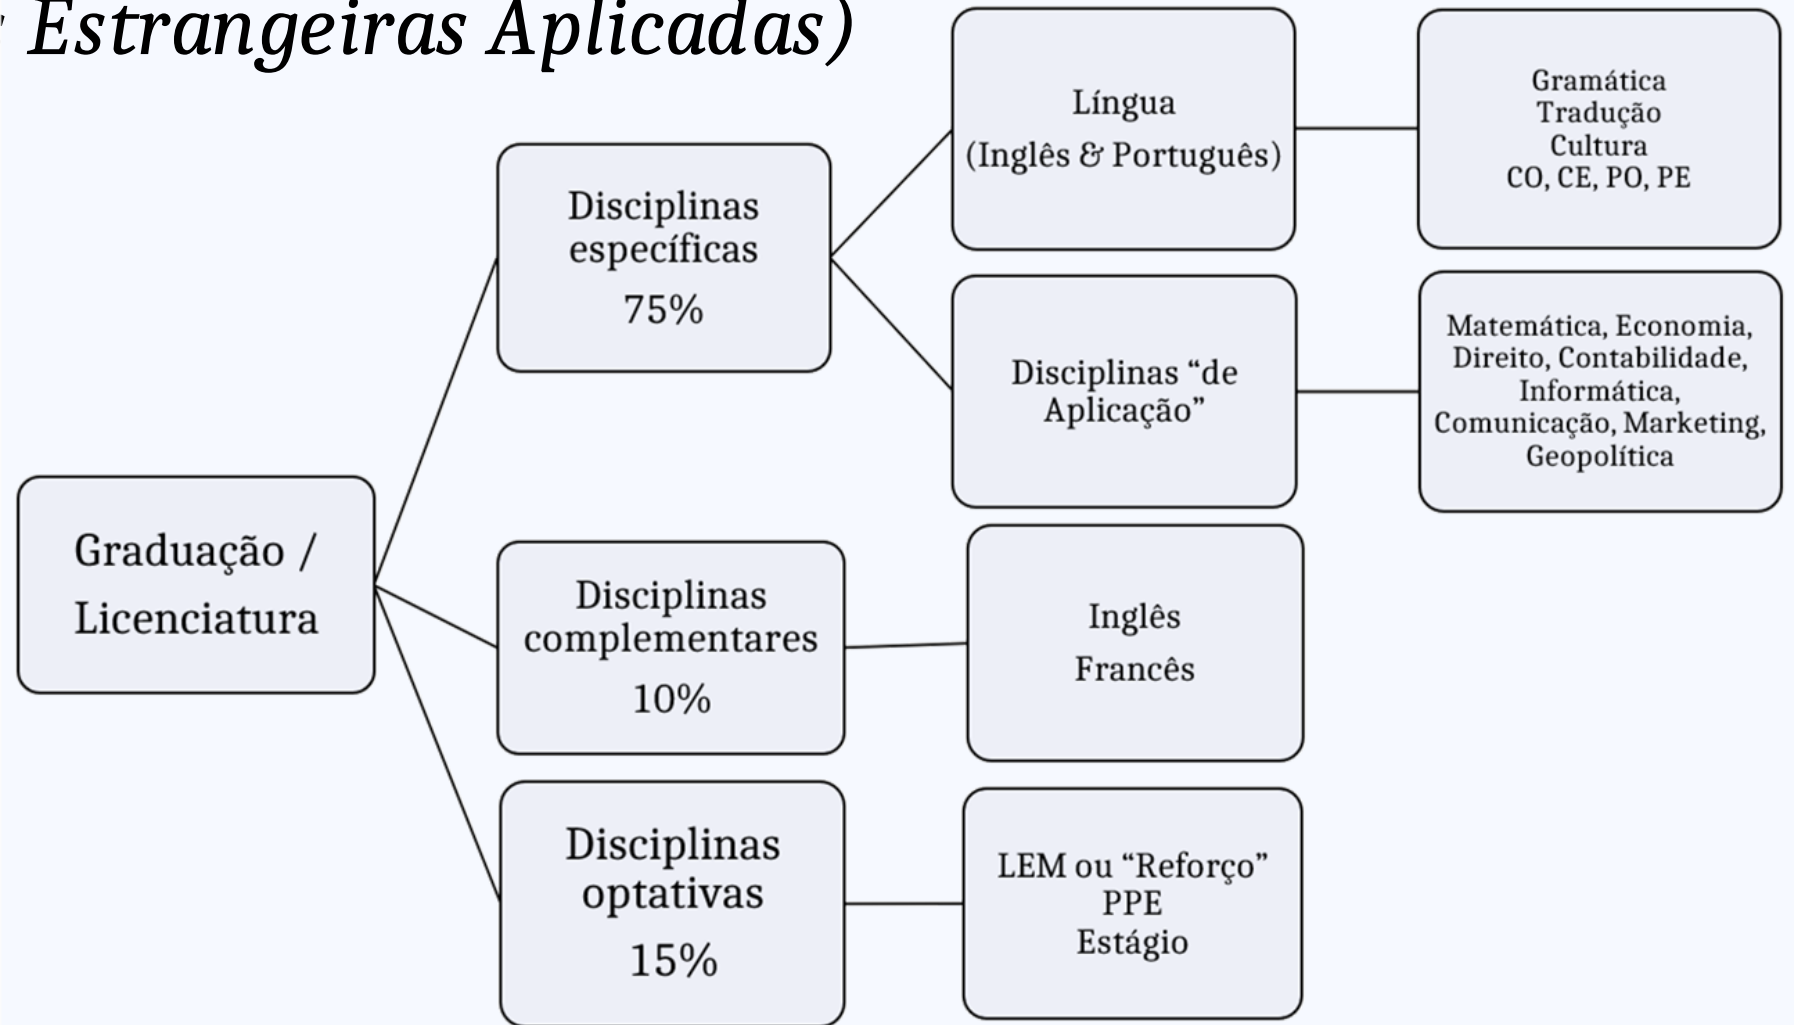 Estrangeiras Aplicadas)
Graduação /
Licenciatura
Disciplinas
específicas
75%
Língua
(Inglês & Português)
Gramática
Tradução
Cultura
CO, CE, PO, PE
Disciplinas “de
Aplicação”
Matemática, Economia,
Direito, Contabilidade,
Informática,
Comunicação, Marketing,
Geopolítica
Disciplinas
complementares
10%
Inglês
Francês
Disciplinas
optativas
15%
LEM ou “Reforço”
PPE
Estágio